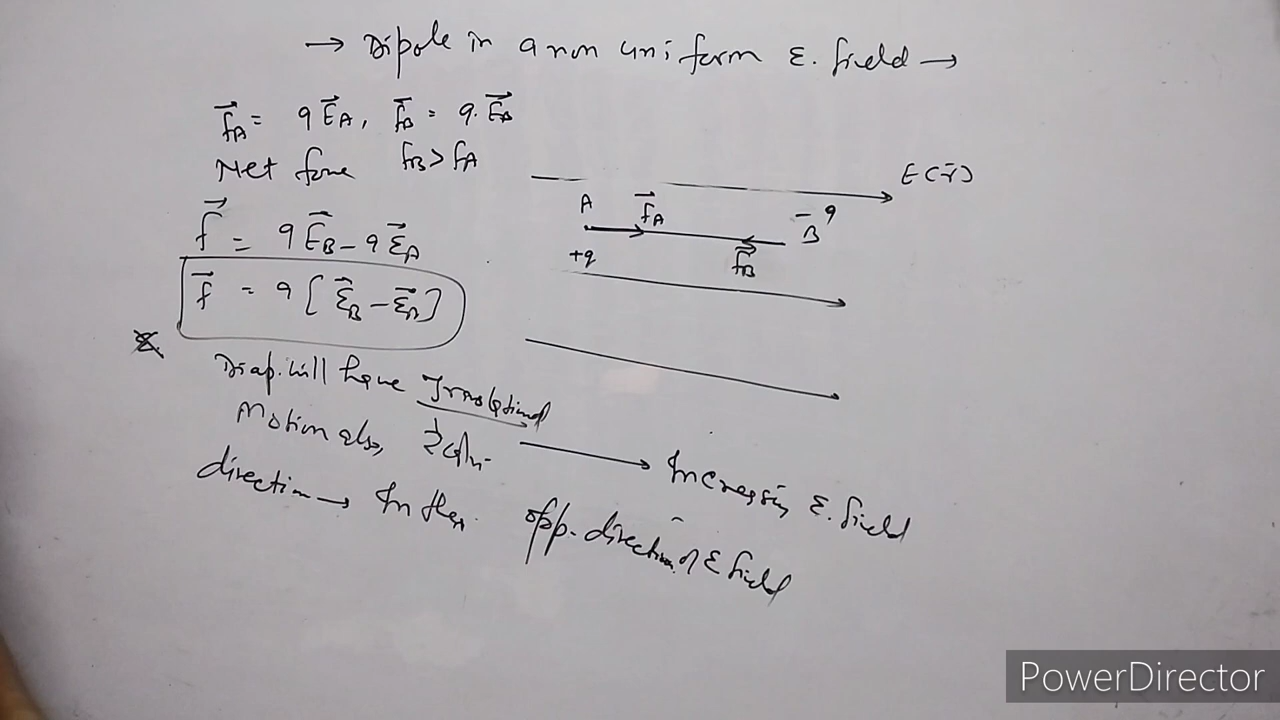 → Dipole in a non uniform E. field →
F⃗A = qE⃗A, F⃗B = q.E⃗B
Net force fB > fA
E(r⃗)
A F⃗A -q
B
+q F⃗B
F⃗ = qE⃗B - qE⃗A
F⃗ = q[E⃗B - E⃗A]
Diap. will have Translational
Motion also,
→ Increasing E. field
direction → In the opp. direction of E field
PowerDirector